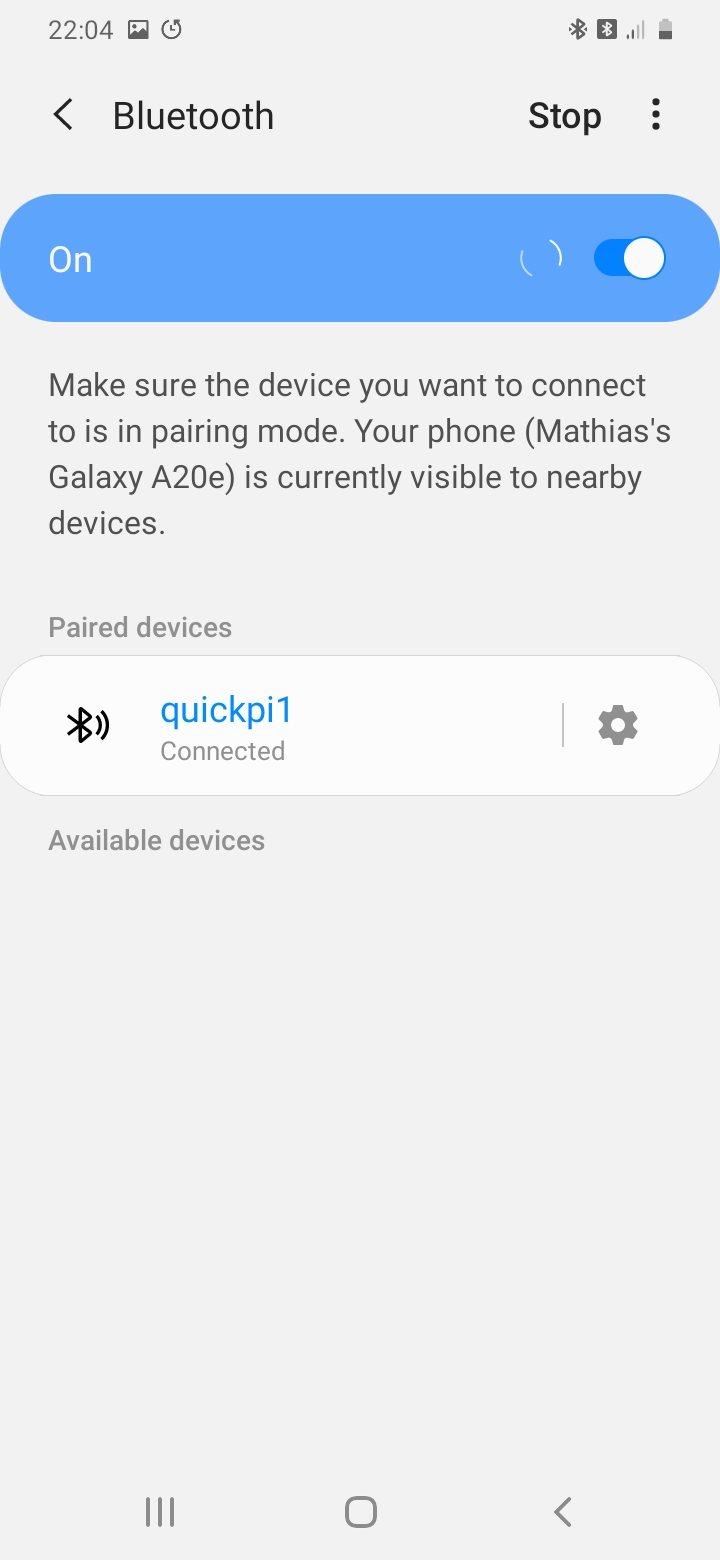 22:04
Bluetooth
Stop
On
Make sure the device you want to connect
to is in pairing mode. Your phone (Mathias's
Galaxy A20e) is currently visible to nearby
devices.
Paired devices
quickpi1
Connected
Available devices